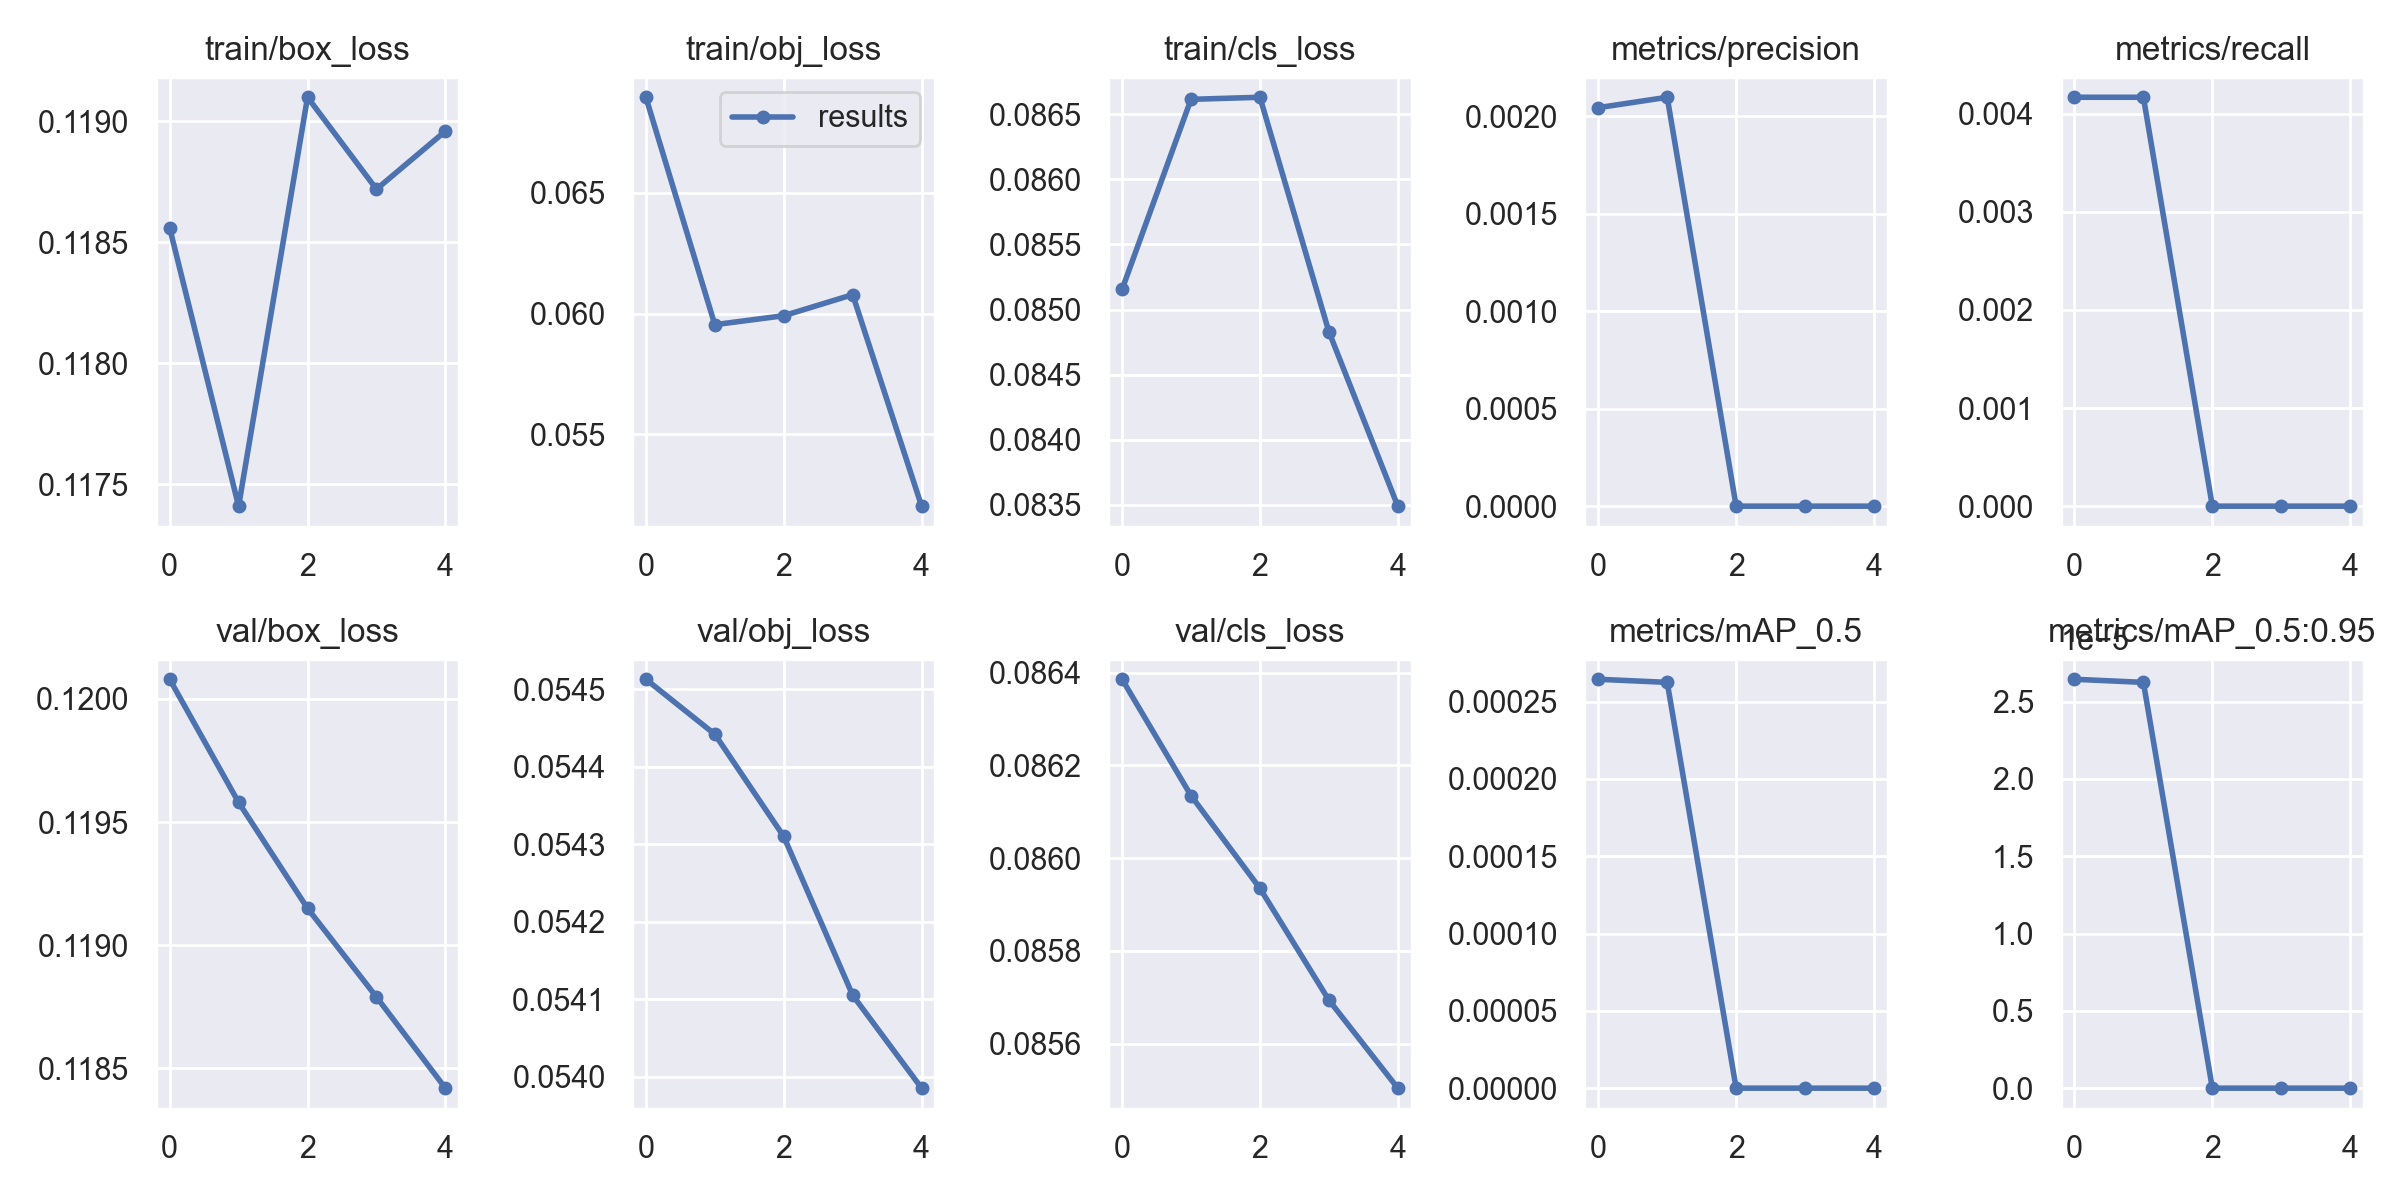 train/box_loss
0.1190
0.1185
0.1180
0.1175
0 2 4
train/obj_loss
results
0.065
0.060
0.055
0 2 4
train/cls_loss
0.0865
0.0860
0.0855
0.0850
0.0845
0.0840
0.0835
0 2 4
metrics/precision
0.0020
0.0015
0.0010
0.0005
0.0000
0 2 4
metrics/recall
0.004
0.003
0.002
0.001
0.000
0 2 4
val/box_loss
0.1200
0.1195
0.1190
0.1185
0 2 4
val/obj_loss
0.0545
0.0544
0.0543
0.0542
0.0541
0.0540
0 2 4
val/cls_loss
0.0864
0.0862
0.0860
0.0858
0.0856
0 2 4
metrics/mAP_0.5
0.00025
0.00020
0.00015
0.00010
0.00005
0.00000
0 2 4
metrics/mAP_0.5:0.95
1e−5
2.5
2.0
1.5
1.0
0.5
0.0
0 2 4